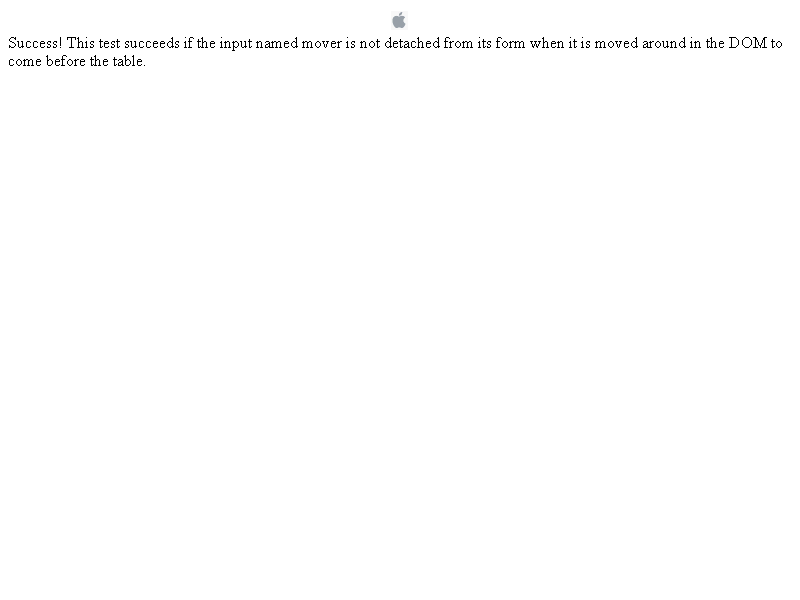 Success! This test succeeds if the input named mover is not detached from its form when it is moved around in the DOM to
come before the table.